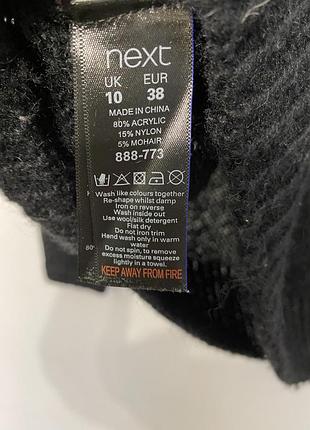 next
UK EUR
10 38
MADE IN CHINA
80% ACRYLIC
15% NYLON
5% MOHAIR
888-773
Wash like colours together
Re-shape whilst damp
Iron on reverse
Wash inside out
Use wool/silk detergent
Flat dry
Do not iron trim
Hand wash only in warm
water
Do not spin, to remove
excess moisture squeeze
lightly in a towel.
KEEP AWAY FROM FIRE